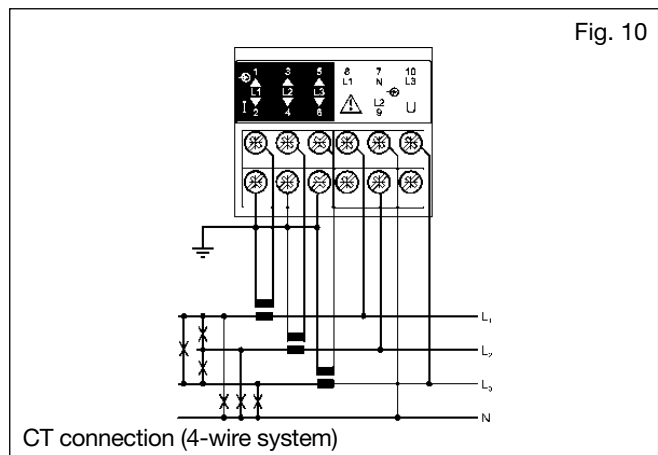 Fig. 10
1 3 5 8 7 10
L1 N L3
L1 L2 L3
L2
I U
2 4 6 9
L1
L2
L3
N
CT connection (4-wire system)